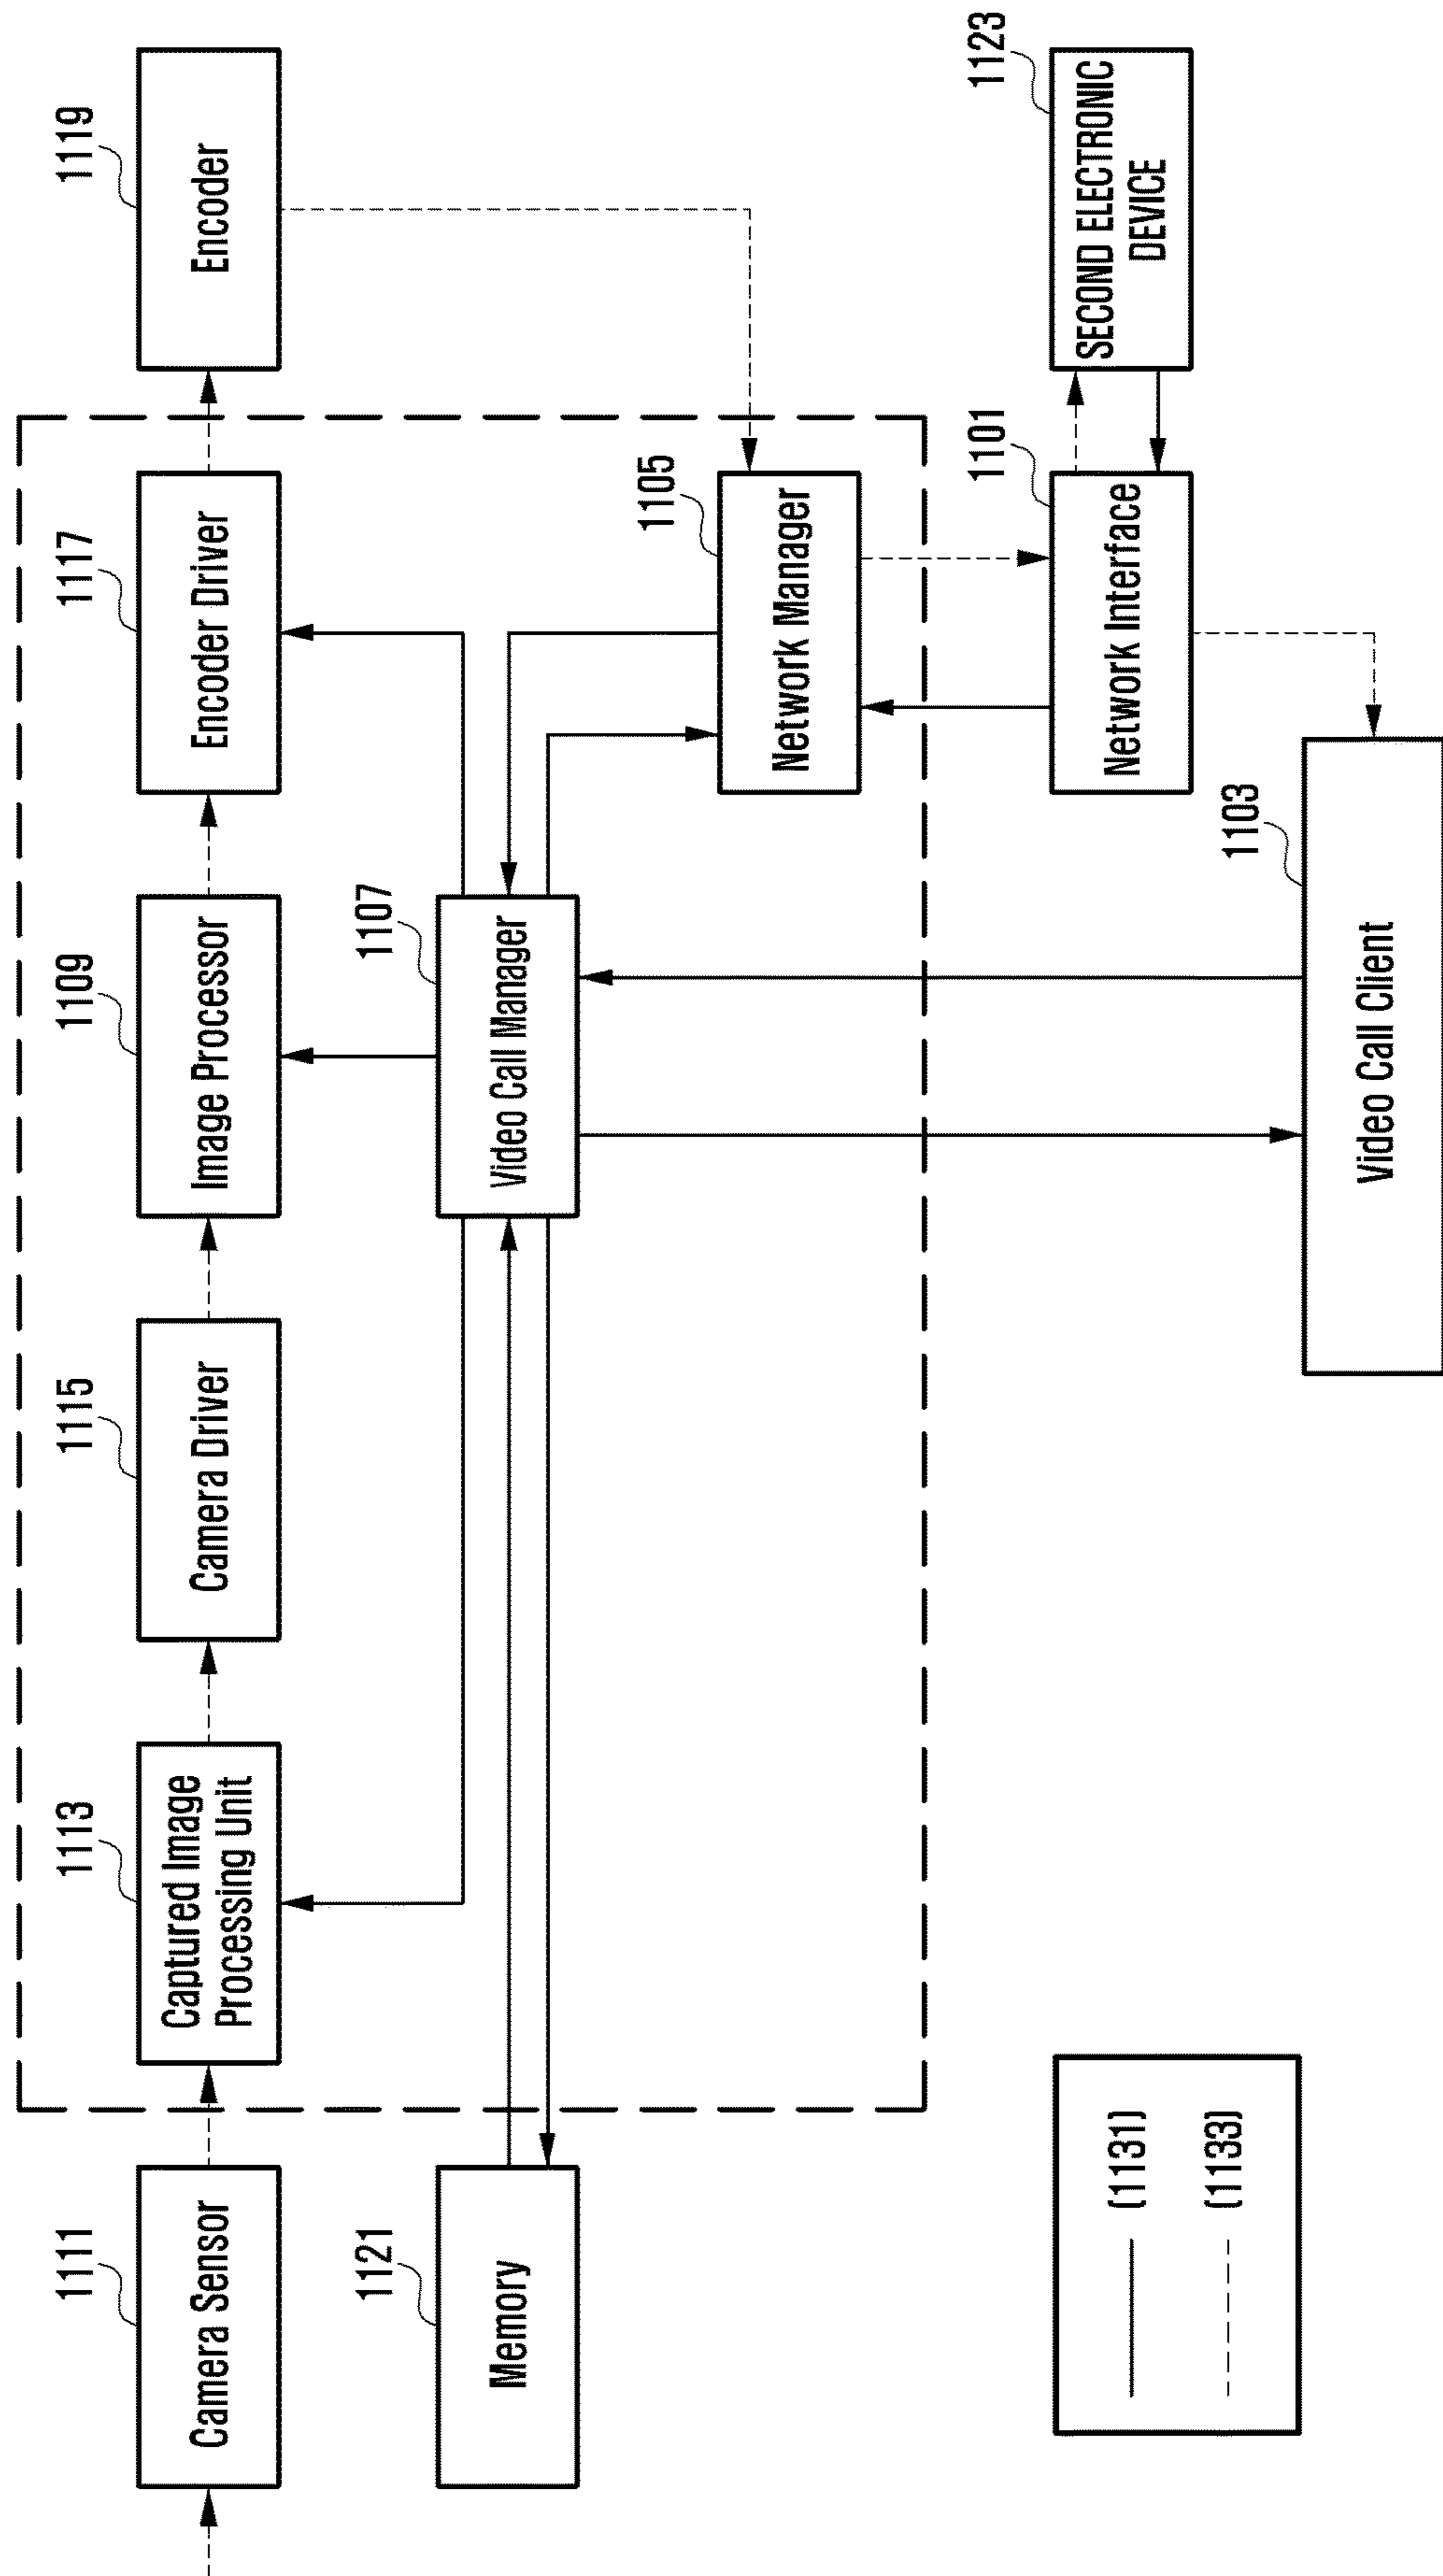 1111
Camera Sensor
1113
Captured Image
Processing Unit
1115
Camera Driver
1109
Image Processor
1117
Encoder Driver
1119
Encoder
1121
Memory
1107
Video Call Manager
1105
Network Manager
1101
Network Interface
1123
SECOND ELECTRONIC
DEVICE
1103
Video Call Client
(1131)
(1133)